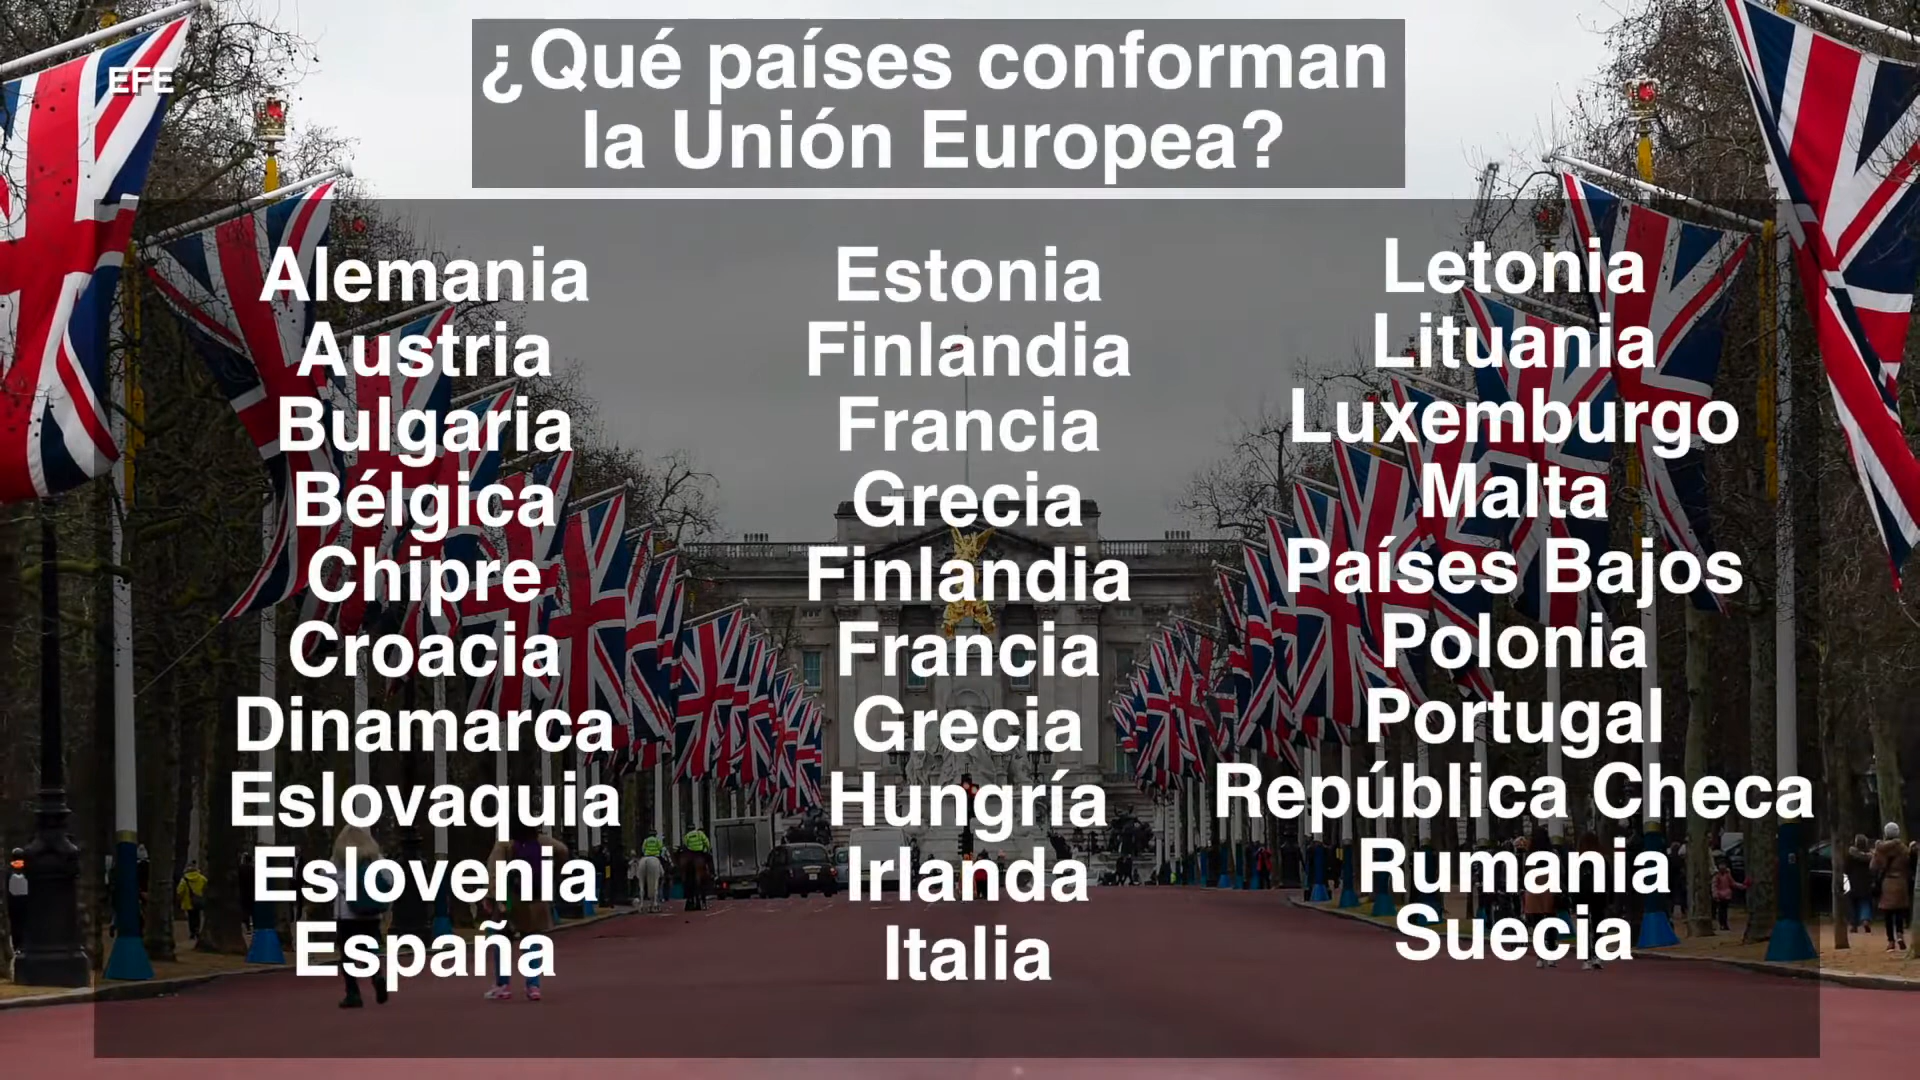 EFE
¿Qué países conforman
la Unión Europea?
Alemania
Austria
Bulgaria
Bélgica
Chipre
Croacia
Dinamarca
Eslovaquia
Eslovenia
España
Estonia
Finlandia
Francia
Grecia
Finlandia
Francia
Grecia
Hungría
Irlanda
Italia
Letonia
Lituania
Luxemburgo
Malta
Países Bajos
Polonia
Portugal
República Checa
Rumania
Suecia